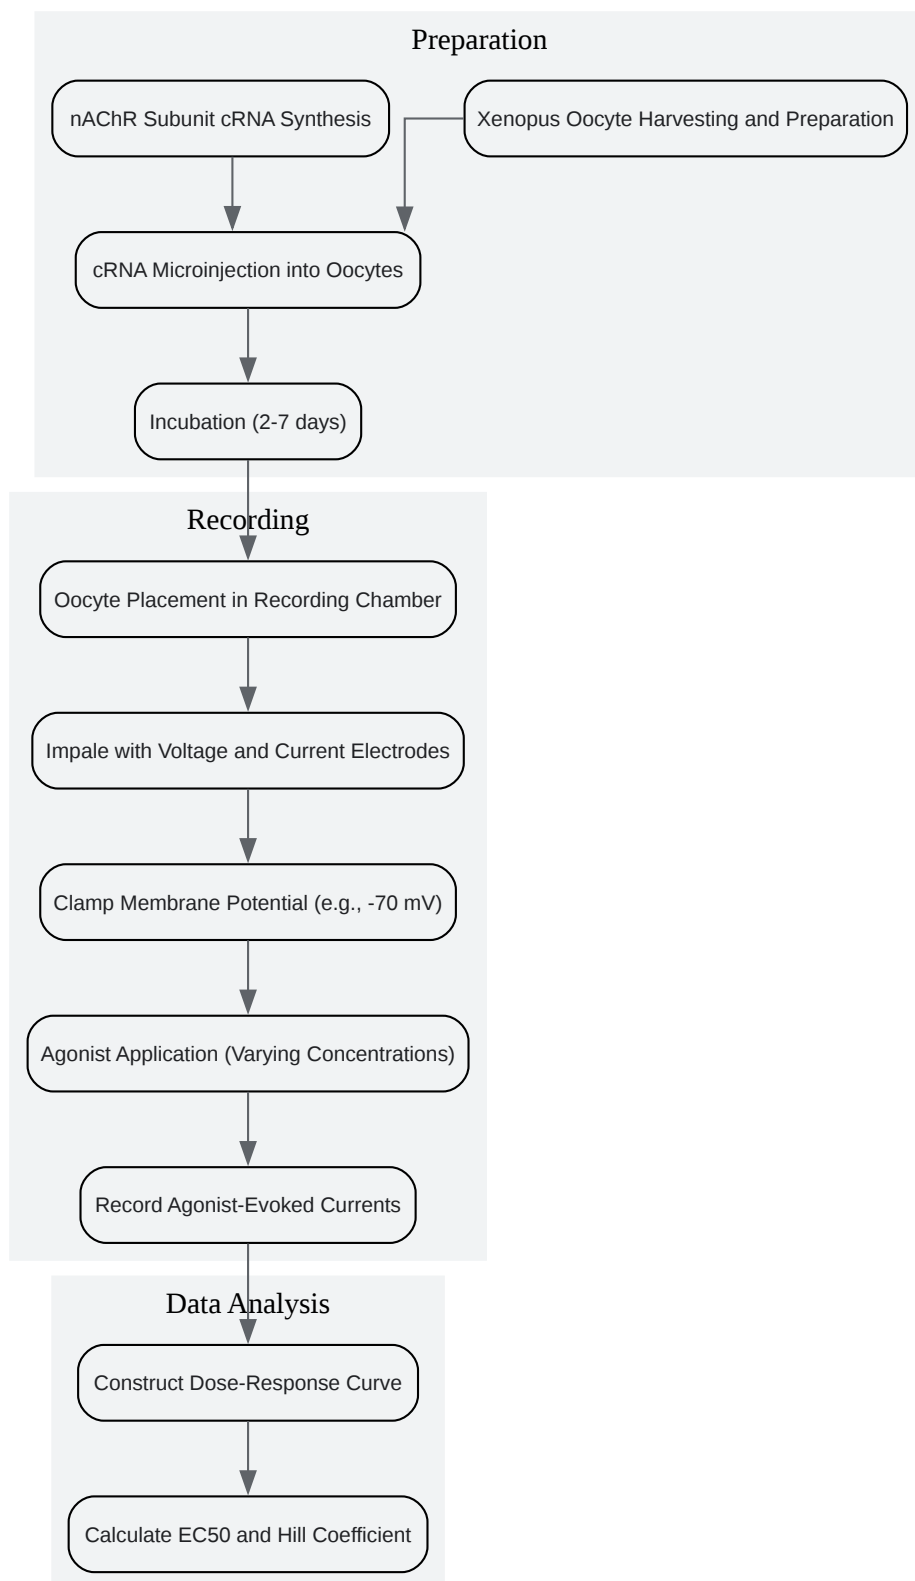 Preparation
nAChR Subunit cRNA Synthesis
Xenopus Oocyte Harvesting and Preparation
cRNA Microinjection into Oocytes
Incubation (2-7 days)
Recording
Oocyte Placement in Recording Chamber
Impale with Voltage and Current Electrodes
Clamp Membrane Potential (e.g., -70 mV)
Agonist Application (Varying Concentrations)
Record Agonist-Evoked Currents
Data Analysis
Construct Dose-Response Curve
Calculate EC50 and Hill Coefficient